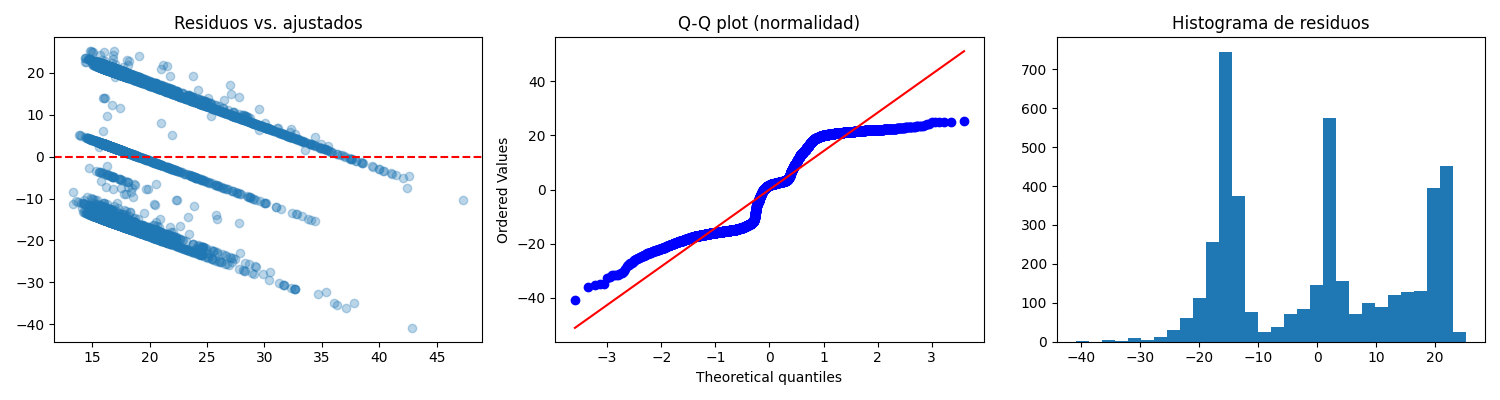 Residuos vs. ajustados
20
10
0
−10
−20
−30
−40
15 20 25 30 35 40 45
Q-Q plot (normalidad)
Ordered Values
40
20
0
−20
−40
−3 −2 −1 0 1 2 3
Theoretical quantiles
Histograma de residuos
700
600
500
400
300
200
100
0
−40 −30 −20 −10 0 10 20